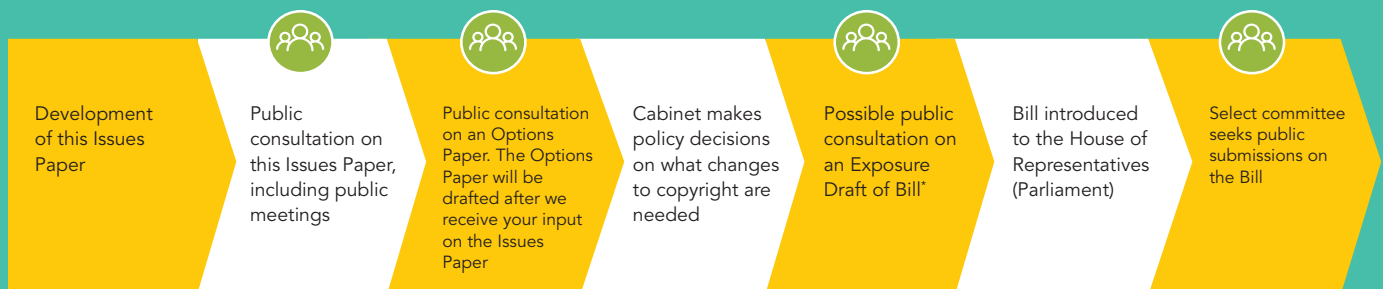 Development
of this Issues
Paper
Public
consultation on
this Issues Paper,
including public
meetings
Public consultation
on an Options
Paper. The Options
Paper will be
drafted after we
receive your input
on the Issues
Paper
Cabinet makes
policy decisions
on what changes
to copyright are
needed
Possible public
consultation on
an Exposure
Draft of Bill*
Bill introduced
to the House of
Representatives
(Parliament)
Select committee
seeks public
submissions on
the Bill